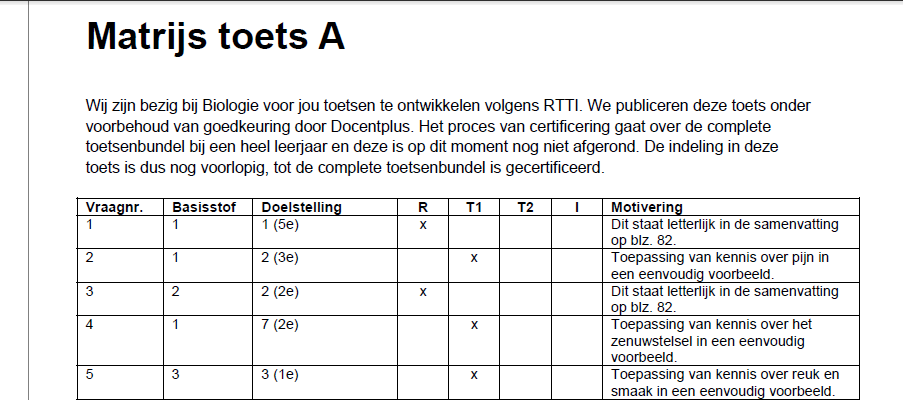 Matrijs toets A
Wij zijn bezig bij Biologie voor jou toetsen te ontwikkelen volgens RTTI. We publiceren deze toets onder
voorbehoud van goedkeuring door Docentplus. Het proces van certificering gaat over de complete
toetsenbundel bij een heel leerjaar en deze is op dit moment nog niet afgerond. De indeling in deze
toets is dus nog voorlopig, tot de complete toetsenbundel is gecertificeerd.
Vraagnr. Basisstof Doelstelling R T1 T2 I Motivering
1 1 1 (5e) x Dit staat letterlijk in de samenvatting
op blz. 82.
2 1 2 (3e) x Toepassing van kennis over pijn in
een eenvoudig voorbeeld.
3 2 2 (2e) x Dit staat letterlijk in de samenvatting
op blz. 82.
4 1 7 (2e) x Toepassing van kennis over het
zenuwstelsel in een eenvoudig
voorbeeld.
5 3 3 (1e) x Toepassing van kennis over reuk en
smaak in een eenvoudig voorbeeld.